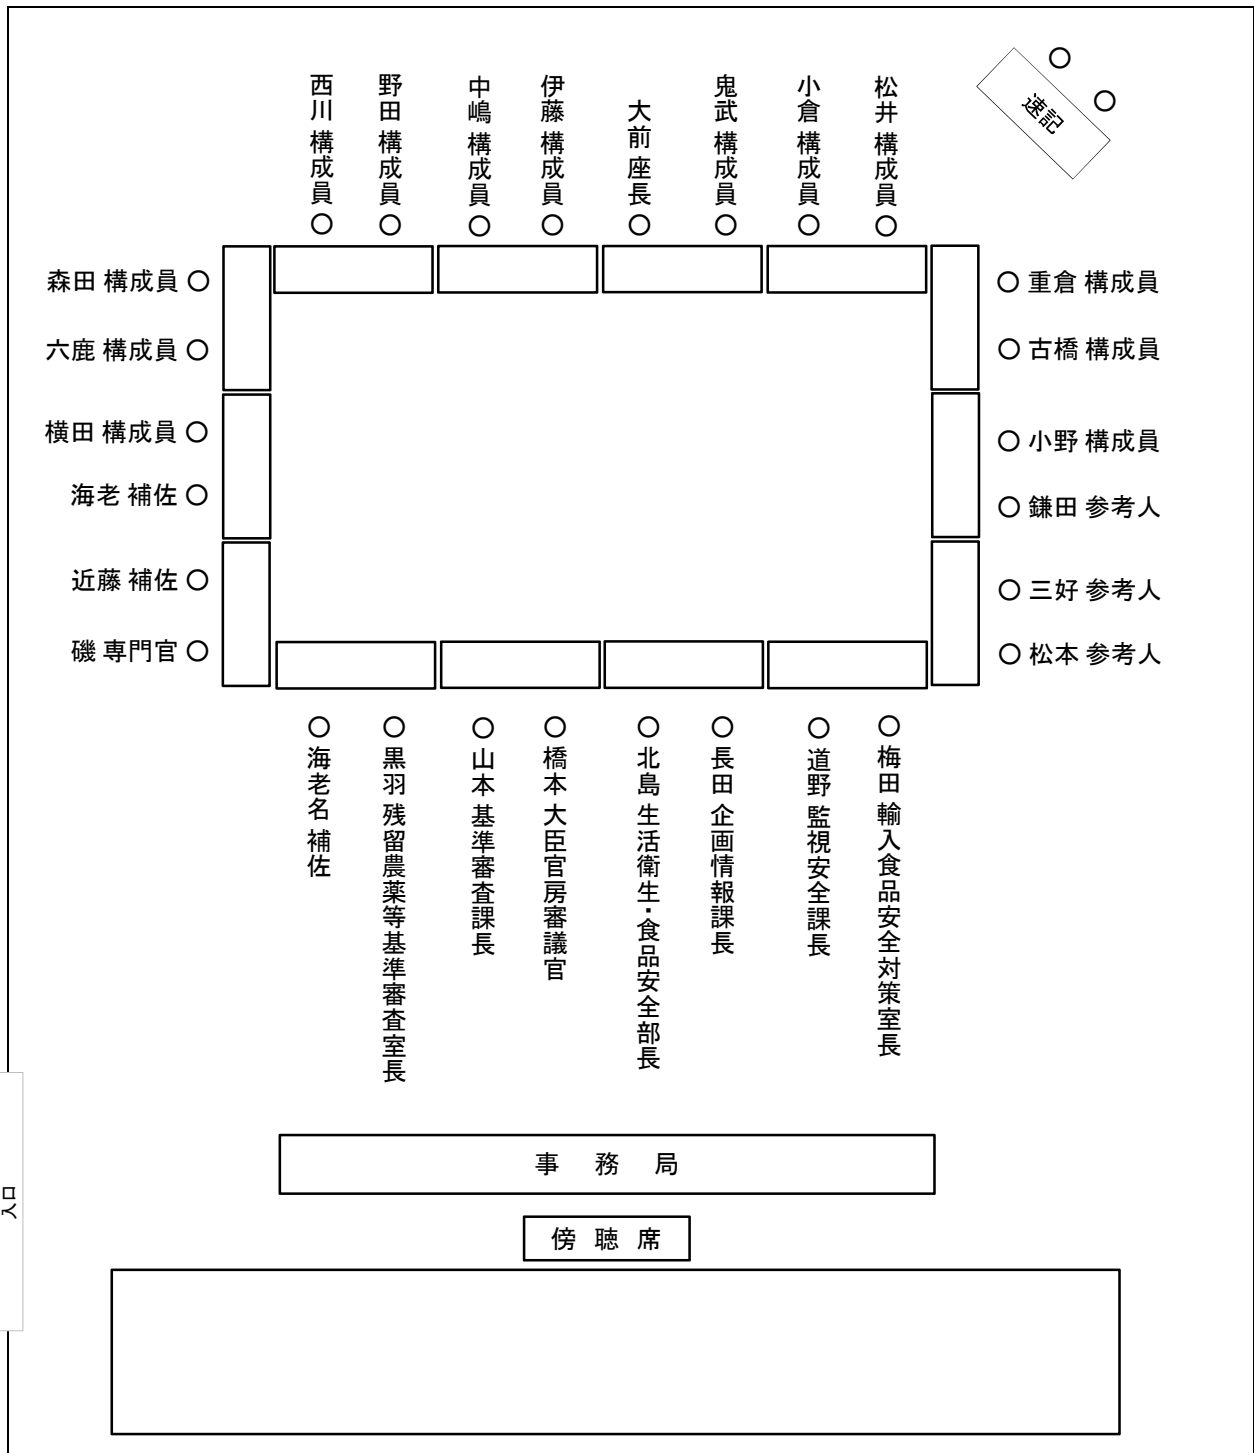 西川 構成員
野田 構成員
中嶋 構成員
伊藤 構成員
大前 座長
鬼武 構成員
小倉 構成員
松井 構成員
速記
森田 構成員
六鹿 構成員
横田 構成員
海老 補佐
近藤 補佐
磯 専門官
重倉 構成員
古橋 構成員
小野 構成員
鎌田 参考人
三好 参考人
松本 参考人
海老名 補佐
黒羽 残留農薬等基準審査室長
山本 基準審査課長
橋本 大臣官房審議官
北島 生活衛生・食品安全部長
長田 企画情報課長
道野 監視安全課長
梅田 輸入食品安全対策室長
事 務 局
傍 聴 席
入口